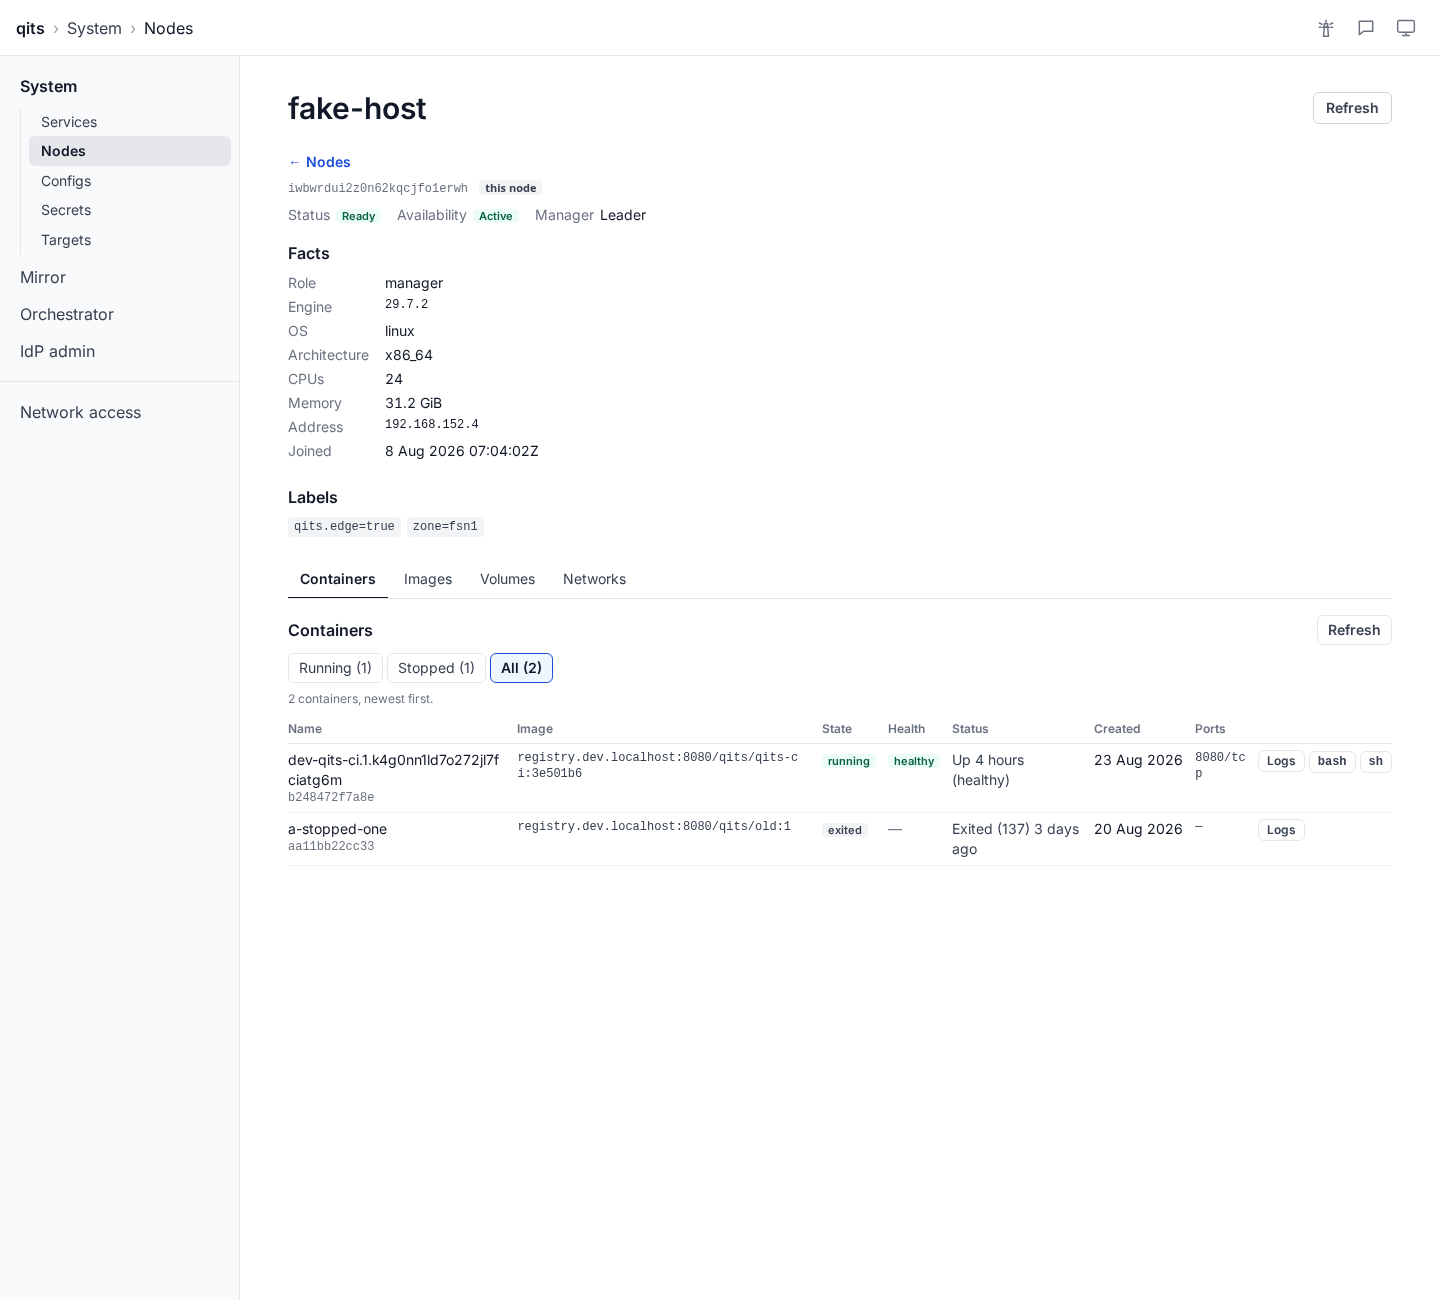 qits › System › Nodes
System
Services
Nodes
Configs
Secrets
Targets
Mirror
Orchestrator
IdP admin
Network access
fake-host
Refresh
← Nodes
iwbwrdui2z0n62kqcjfo1erwh this node
Status Ready Availability Active Manager Leader
Facts
Role manager
Engine 29.7.2
OS linux
Architecture x86_64
CPUs 24
Memory 31.2 GiB
Address 192.168.152.4
Joined 8 Aug 2026 07:04:02Z
Labels
qits.edge=true zone=fsn1
Containers Images Volumes Networks
Containers
Refresh
Running (1) Stopped (1) All (2)
2 containers, newest first.
Name Image State Health Status Created Ports
dev-qits-ci.1.k4g0nn1ld7o272jl7f registry.dev.localhost:8080/qits/qits-c running healthy Up 4 hours 23 Aug 2026 8080/tc Logs bash sh
ciatg6m i:3e501b6 (healthy) p
b248472f7a8e
a-stopped-one registry.dev.localhost:8080/qits/old:1 exited — Exited (137) 3 days 20 Aug 2026 — Logs
aa11bb22cc33 ago